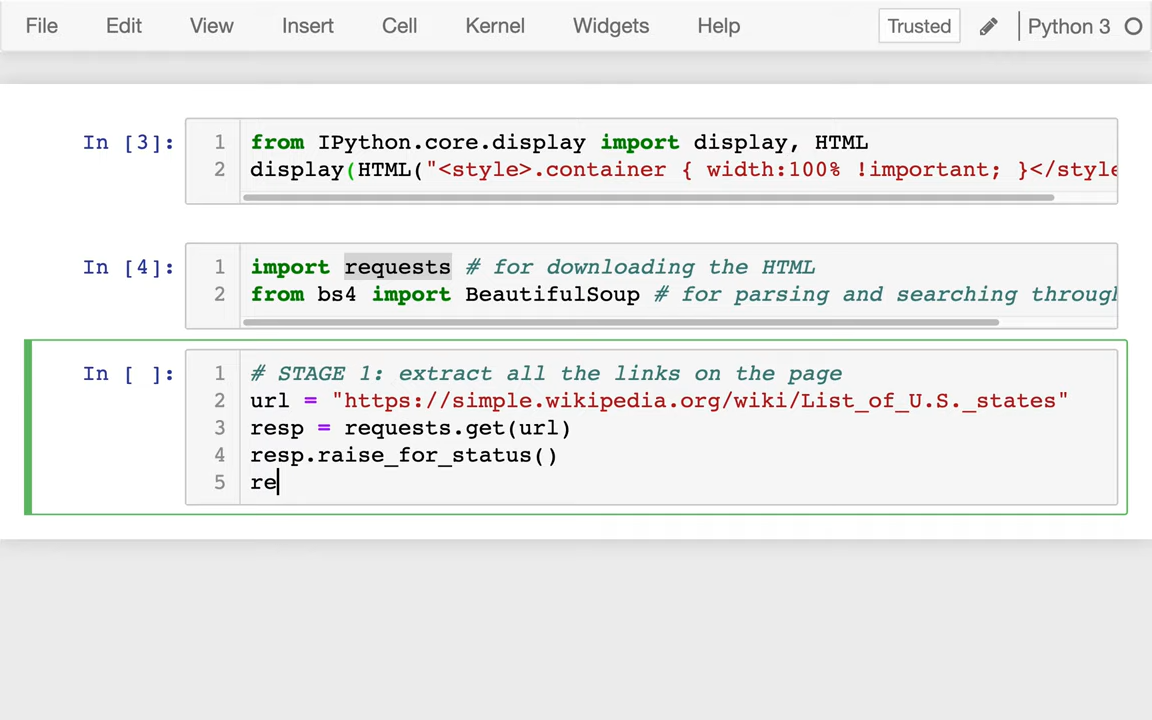 File Edit View Insert Cell Kernel Widgets Help Trusted Python 3
In [3]:
1 from IPython.core.display import display, HTML
2 display(HTML("<style>.container { width:100% !important; }</style
In [4]:
1 import requests # for downloading the HTML
2 from bs4 import BeautifulSoup # for parsing and searching through
In [ ]:
1 # STAGE 1: extract all the links on the page
2 url = "https://simple.wikipedia.org/wiki/List_of_U.S._states"
3 resp = requests.get(url)
4 resp.raise_for_status()
5 re